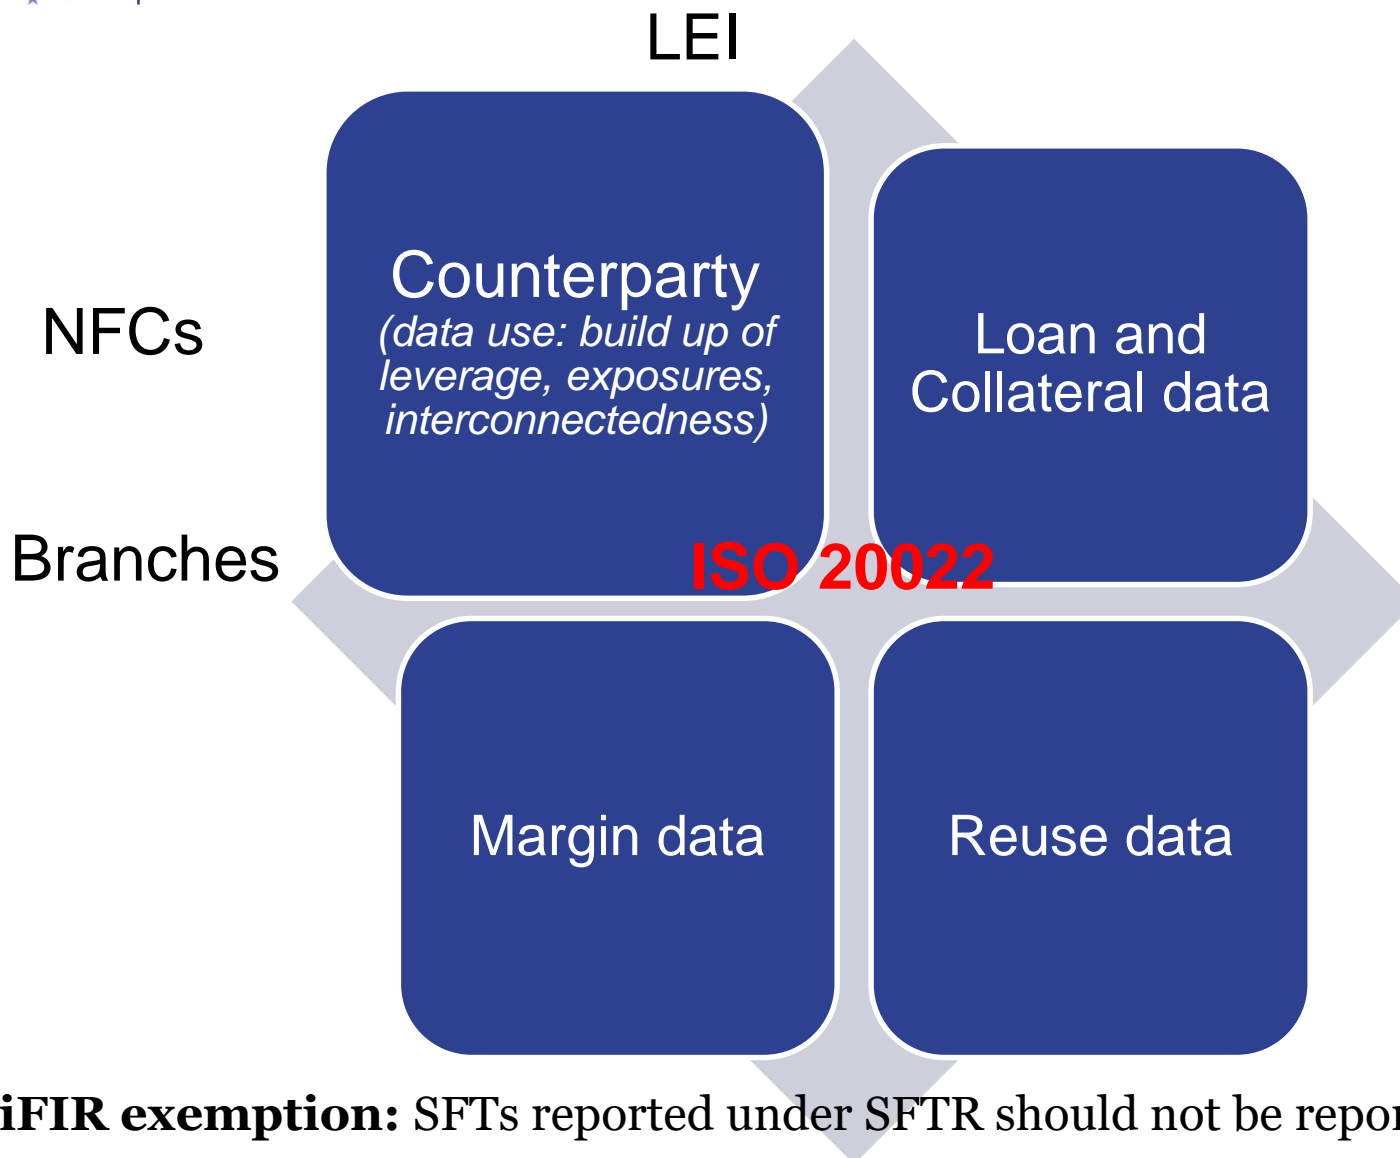 LEI
Counterparty
(data use: build up of
leverage, exposures,
interconnectedness)
NFCs
Loan and
Collateral data
Branches
ISO 20022
Margin data
Reuse data
iFIR exemption: SFTs reported under SFTR should not be repor